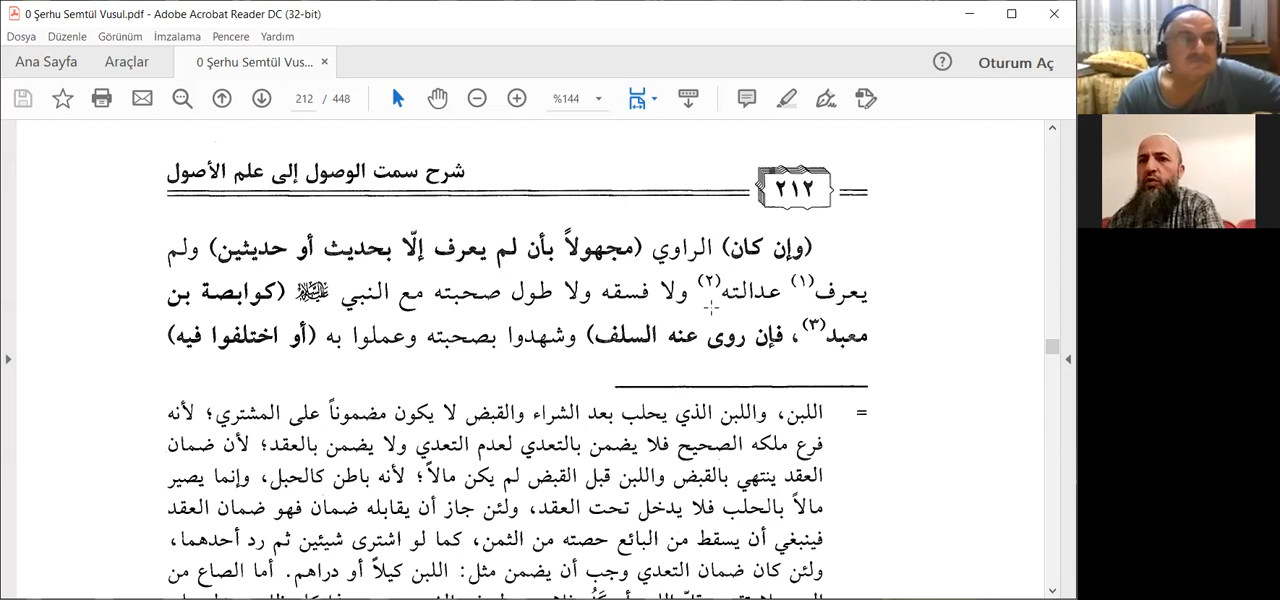 0 Şerhu Semtül Vusul.pdf - Adobe Acrobat Reader DC (32-bit)
Dosya Düzenle Görünüm İmzalama Pencere Yardım
Ana Sayfa Araçlar 0 Şerhu Semtül Vus... × Oturum Aç
212 / 448 %144
شرح سمت الوصول إلى علم الأصول
٢١٢
(وإن كان) الراوي (مجهولاً بأن لم يعرف إلّا بحديث أو حديثين) ولم
يعرف(١) عدالته(٢) ولا فسقه ولا طول صحبته مع النبي ﷺ (كوابصة بن
معبد(٣)، فإن روى عنه السلف) وشهدوا بصحبته وعملوا به (أو اختلفوا فيه)
= اللبن، واللبن الذي يحلب بعد الشراء والقبض لا يكون مضموناً على المشتري؛ لأنه
فرع ملكه الصحيح فلا يضمن بالتعدي لعدم التعدي ولا يضمن بالعقد؛ لأن ضمان
العقد ينتهي بالقبض واللبن قبل القبض لم يكن مالاً؛ لأنه باطن كالحبل، وإنما يصير
مالاً بالحلب فلا يدخل تحت العقد، ولئن جاز أن يقابله ضمان فهو ضمان العقد
فينبغي أن يسقط من البائع حصته من الثمن، كما لو اشترى شيئين ثم رد أحدهما،
ولئن كان ضمان التعدي وجب أن يضمن مثل: اللبن كيلاً أو دراهم. أما الصاع من